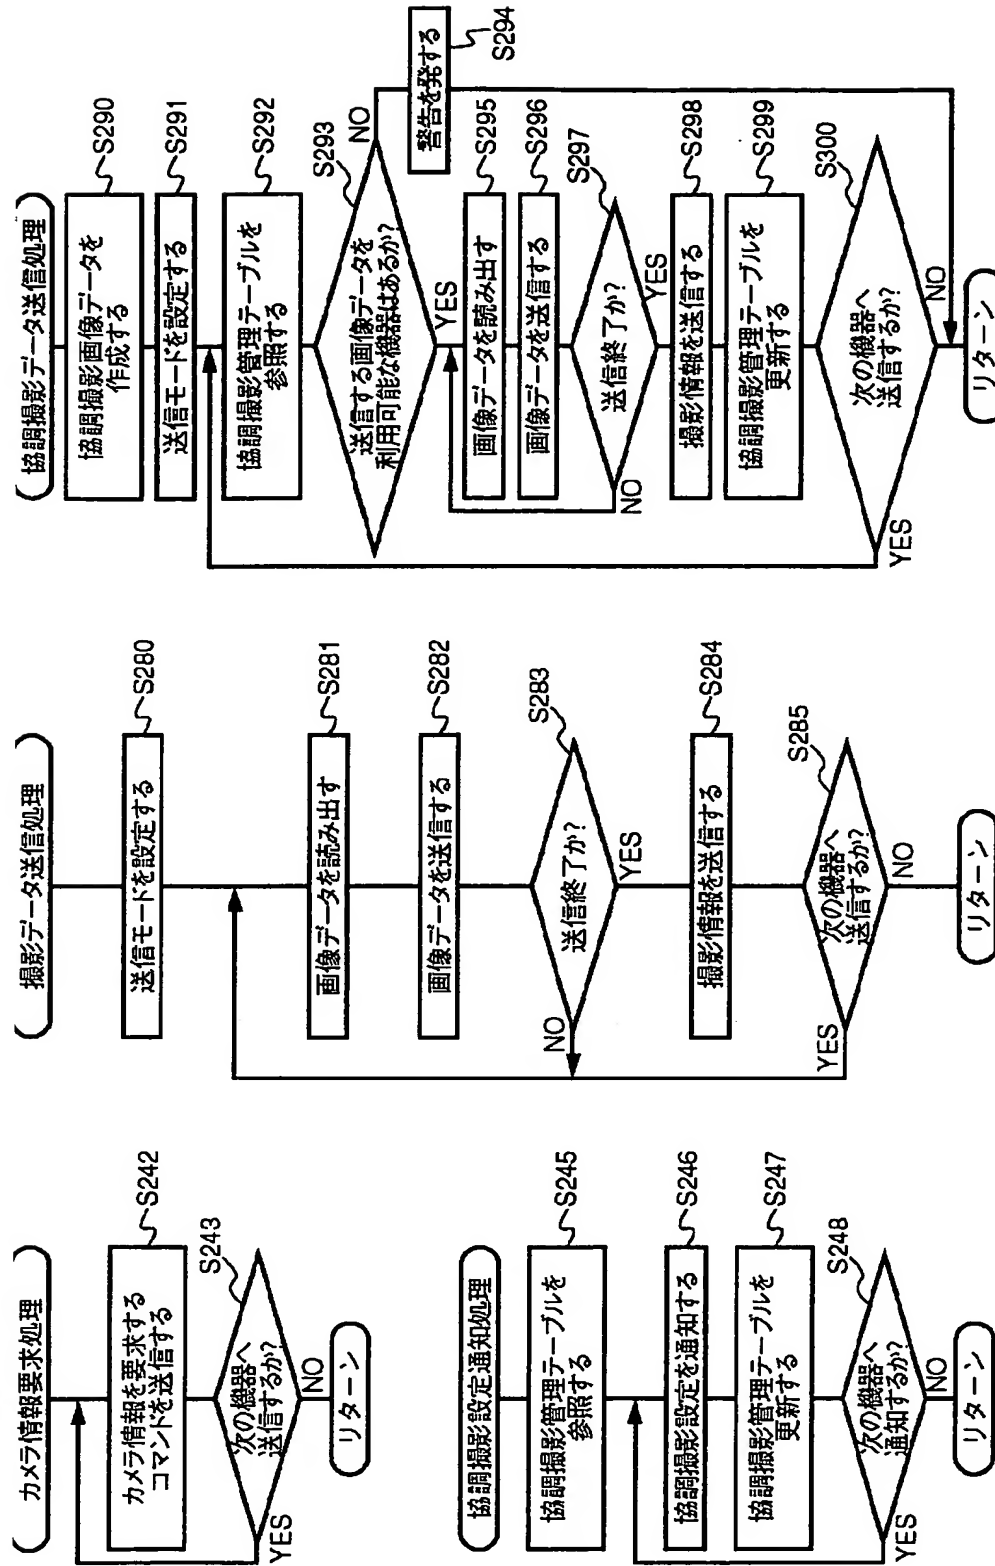 カメラ情報要求処理
カメラ情報を要求する
コマンドを送信する
S242
次の機器へ
送信するか?
S243
YES
NO
リターン
協調撮影設定通知処理
協調撮影管理テーブルを
参照する
S245
協調撮影設定を通知する
S246
協調撮影管理テーブルを
更新する
S247
次の機器へ
通知するか?
S248
YES
NO
リターン
撮影データ送信処理
送信モードを設定する
S280
画像データを読み出す
S281
画像データを送信する
S282
送信終了か?
S283
NO
YES
撮影情報を送信する
S284
次の機器へ
送信するか?
S285
YES
NO
リターン
協調撮影データ送信処理
協調撮影画像データを
作成する
S290
送信モードを設定する
S291
協調撮影管理テーブルを
参照する
S292
送信する画像データを
利用可能な機器はあるか?
S293
NO
YES
警告を発する
S294
画像データを読み出す
S295
画像データを送信する
S296
送信終了か?
S297
NO
YES
撮影情報を送信する
S298
協調撮影管理テーブルを
更新する
S299
次の機器へ
送信するか?
S300
YES
NO
リターン